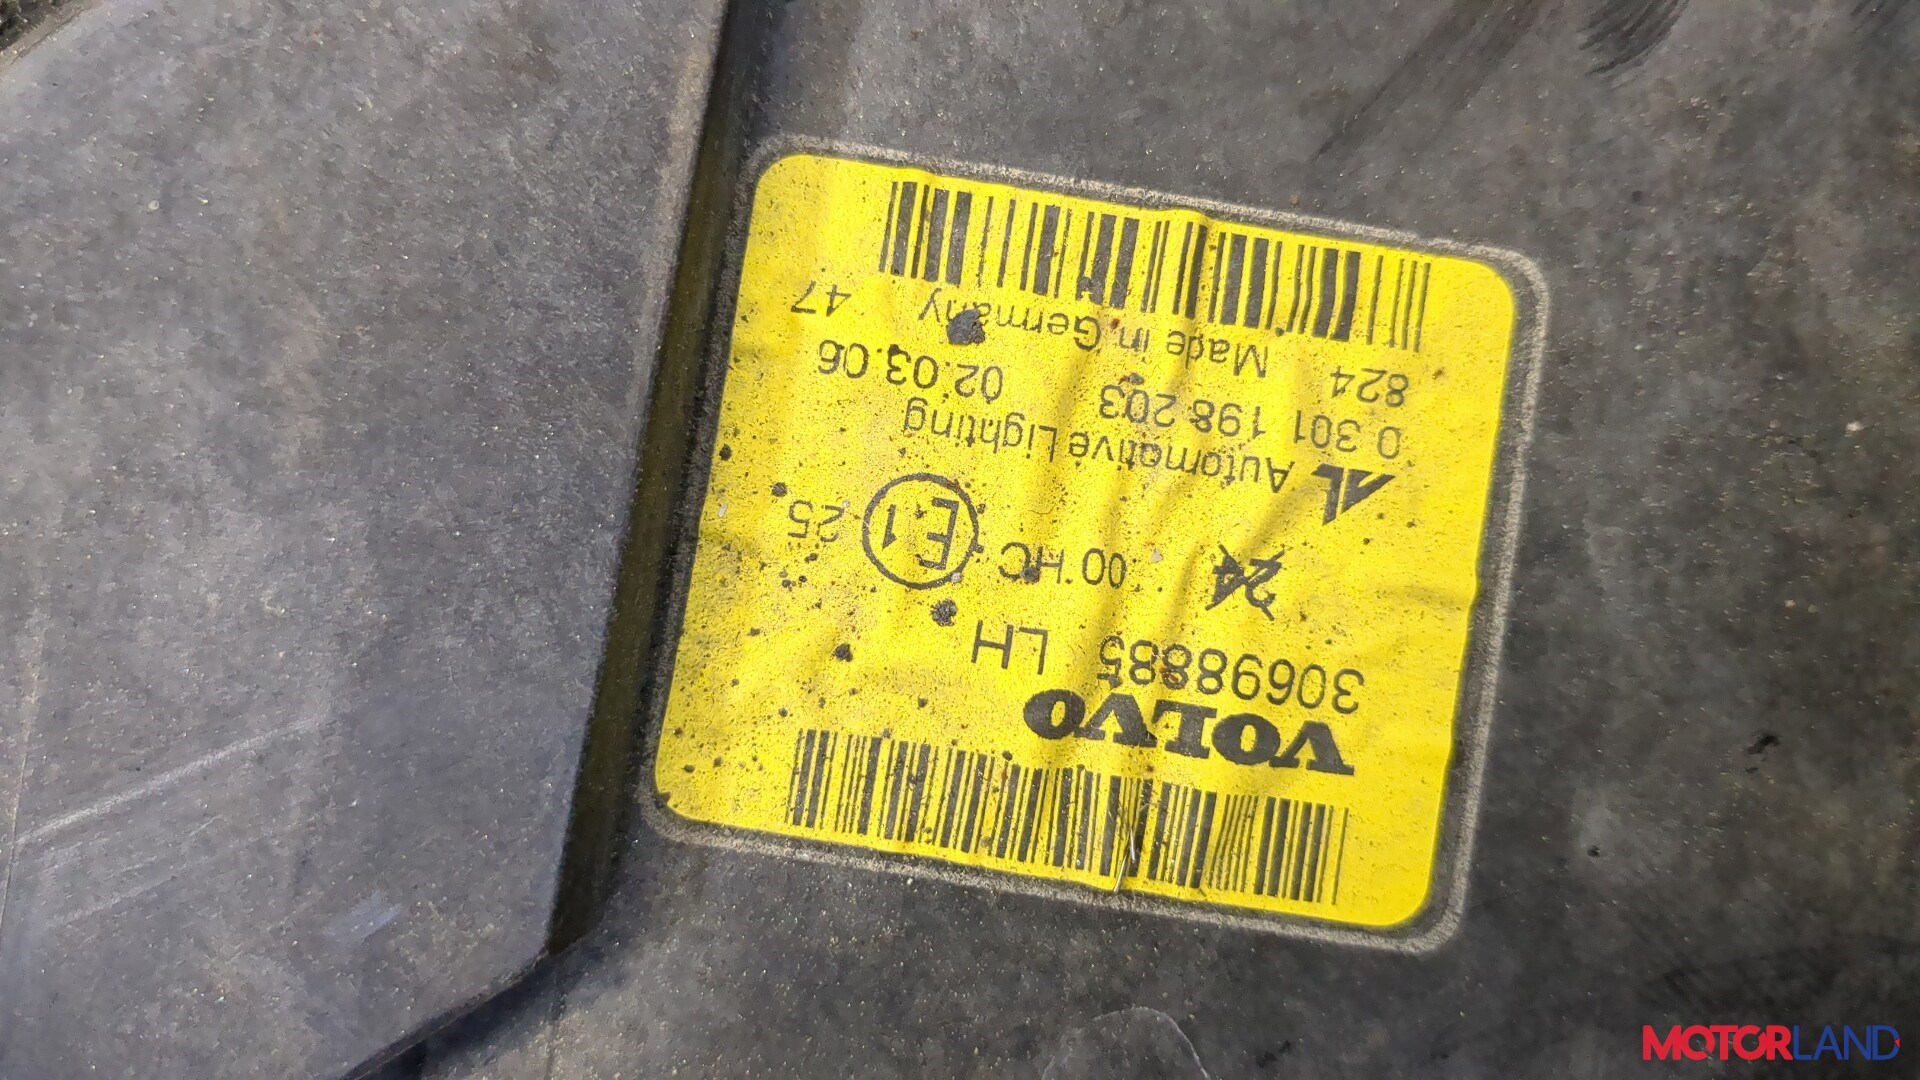 VOLVO
30698885 LH
24 00 HC E1 25
AL Automotive Lighting
0 301 198 203 02.03.06
824 Made in Germany 47
MOTORLAND